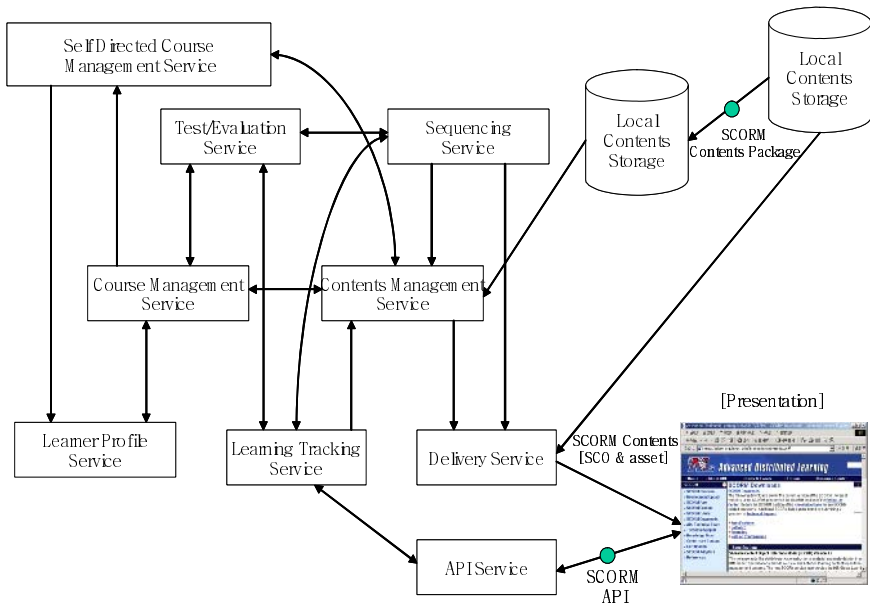 Self Directed Course
Management Service
Local
Contents
Storage
Test/Evaluation
Service
Sequencing
Service
Local
Contents
Storage
SCORM
Contents Package
Course Management
Service
Contents Management
Service
[Presentation]
Learner Profile
Service
Learning Tracking
Service
Delivery Service
SCORM Contents
[SCO & asset]
Advanced Distributed Learning
SCORM Downloads
API Service
SCORM
API